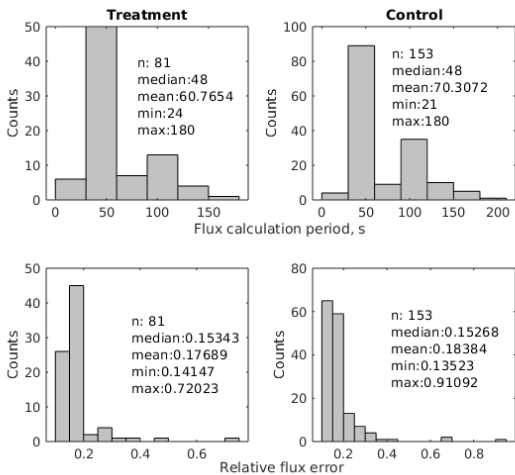 Treatment
Control
50
40
30
20
10
0
Counts
n: 81
median:48
mean:60.7654
min:24
max:180
0
50
100
150
100
80
60
40
20
0
Counts
n: 153
median:48
mean:70.3072
min:21
max:180
0
50
100
150
200
Flux calculation period, s
50
40
30
20
10
0
Counts
n: 81
median:0.15343
mean:0.17689
min:0.14147
max:0.72023
0.2
0.4
0.6
80
60
40
20
0
Counts
n: 153
median:0.15268
mean:0.18384
min:0.13523
max:0.91092
0.2
0.4
0.6
0.8
Relative flux error